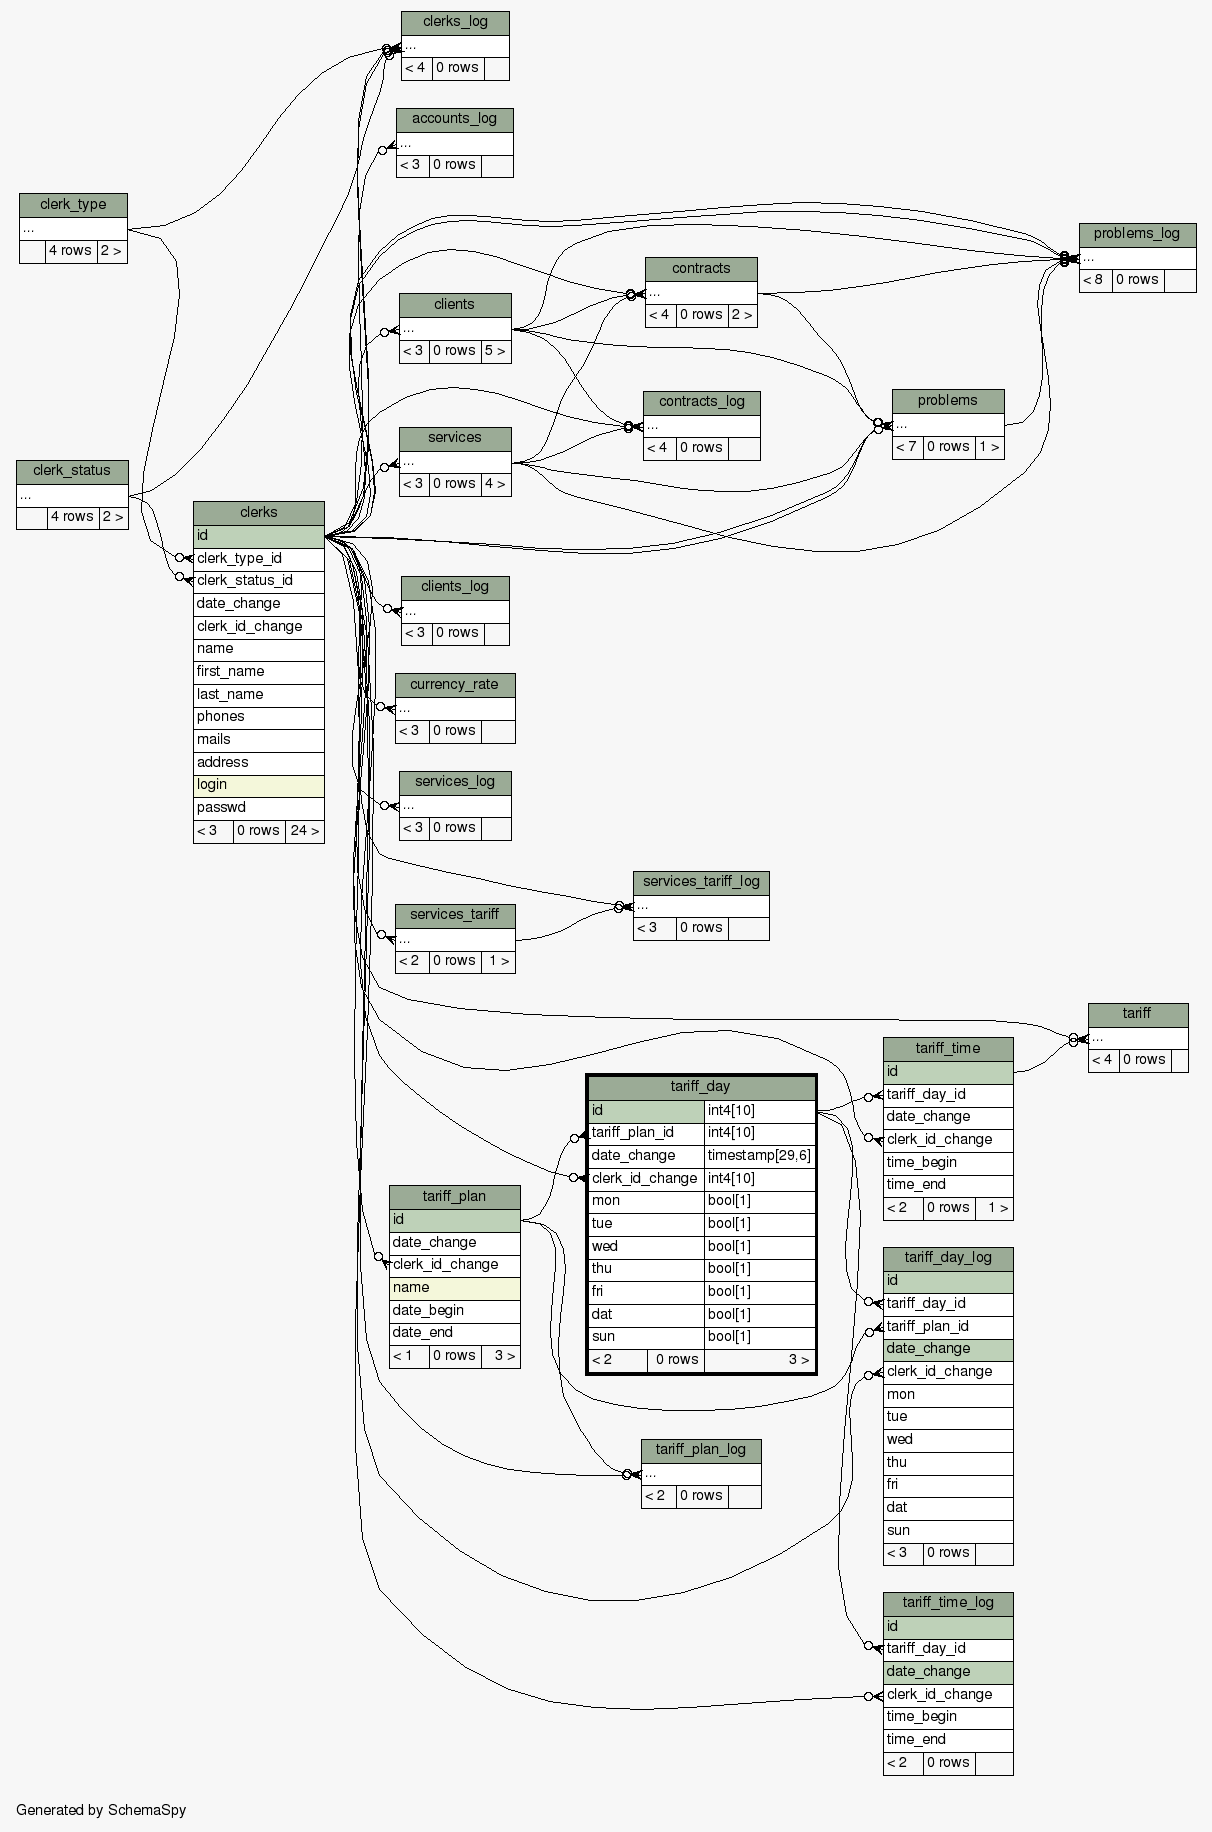 clerks_log
...
< 4 0 rows
accounts_log
...
< 3 0 rows
clerk_type
...
4 rows 2 >
problems_log
...
< 8 0 rows
contracts
...
< 4 0 rows 2 >
clients
...
< 3 0 rows 5 >
contracts_log
...
< 4 0 rows
problems
...
< 7 0 rows 1 >
services
...
< 3 0 rows 4 >
clerk_status
...
4 rows 2 >
clerks
id
clerk_type_id
clerk_status_id
date_change
clerk_id_change
name
first_name
last_name
phones
mails
address
login
passwd
< 3 0 rows 24 >
clients_log
...
< 3 0 rows
currency_rate
...
< 3 0 rows
services_log
...
< 3 0 rows
services_tariff_log
...
< 3 0 rows
services_tariff
...
< 2 0 rows 1 >
tariff
...
< 4 0 rows
tariff_time
id
tariff_day_id
date_change
clerk_id_change
time_begin
time_end
< 2 0 rows 1 >
tariff_day
id int4[10]
tariff_plan_id int4[10]
date_change timestamp[29,6]
clerk_id_change int4[10]
mon bool[1]
tue bool[1]
wed bool[1]
thu bool[1]
fri bool[1]
dat bool[1]
sun bool[1]
< 2 0 rows 3 >
tariff_plan
id
date_change
clerk_id_change
name
date_begin
date_end
< 1 0 rows 3 >
tariff_day_log
id
tariff_day_id
tariff_plan_id
date_change
clerk_id_change
mon
tue
wed
thu
fri
dat
sun
< 3 0 rows
tariff_plan_log
...
< 2 0 rows
tariff_time_log
id
tariff_day_id
date_change
clerk_id_change
time_begin
time_end
< 2 0 rows
Generated by SchemaSpy